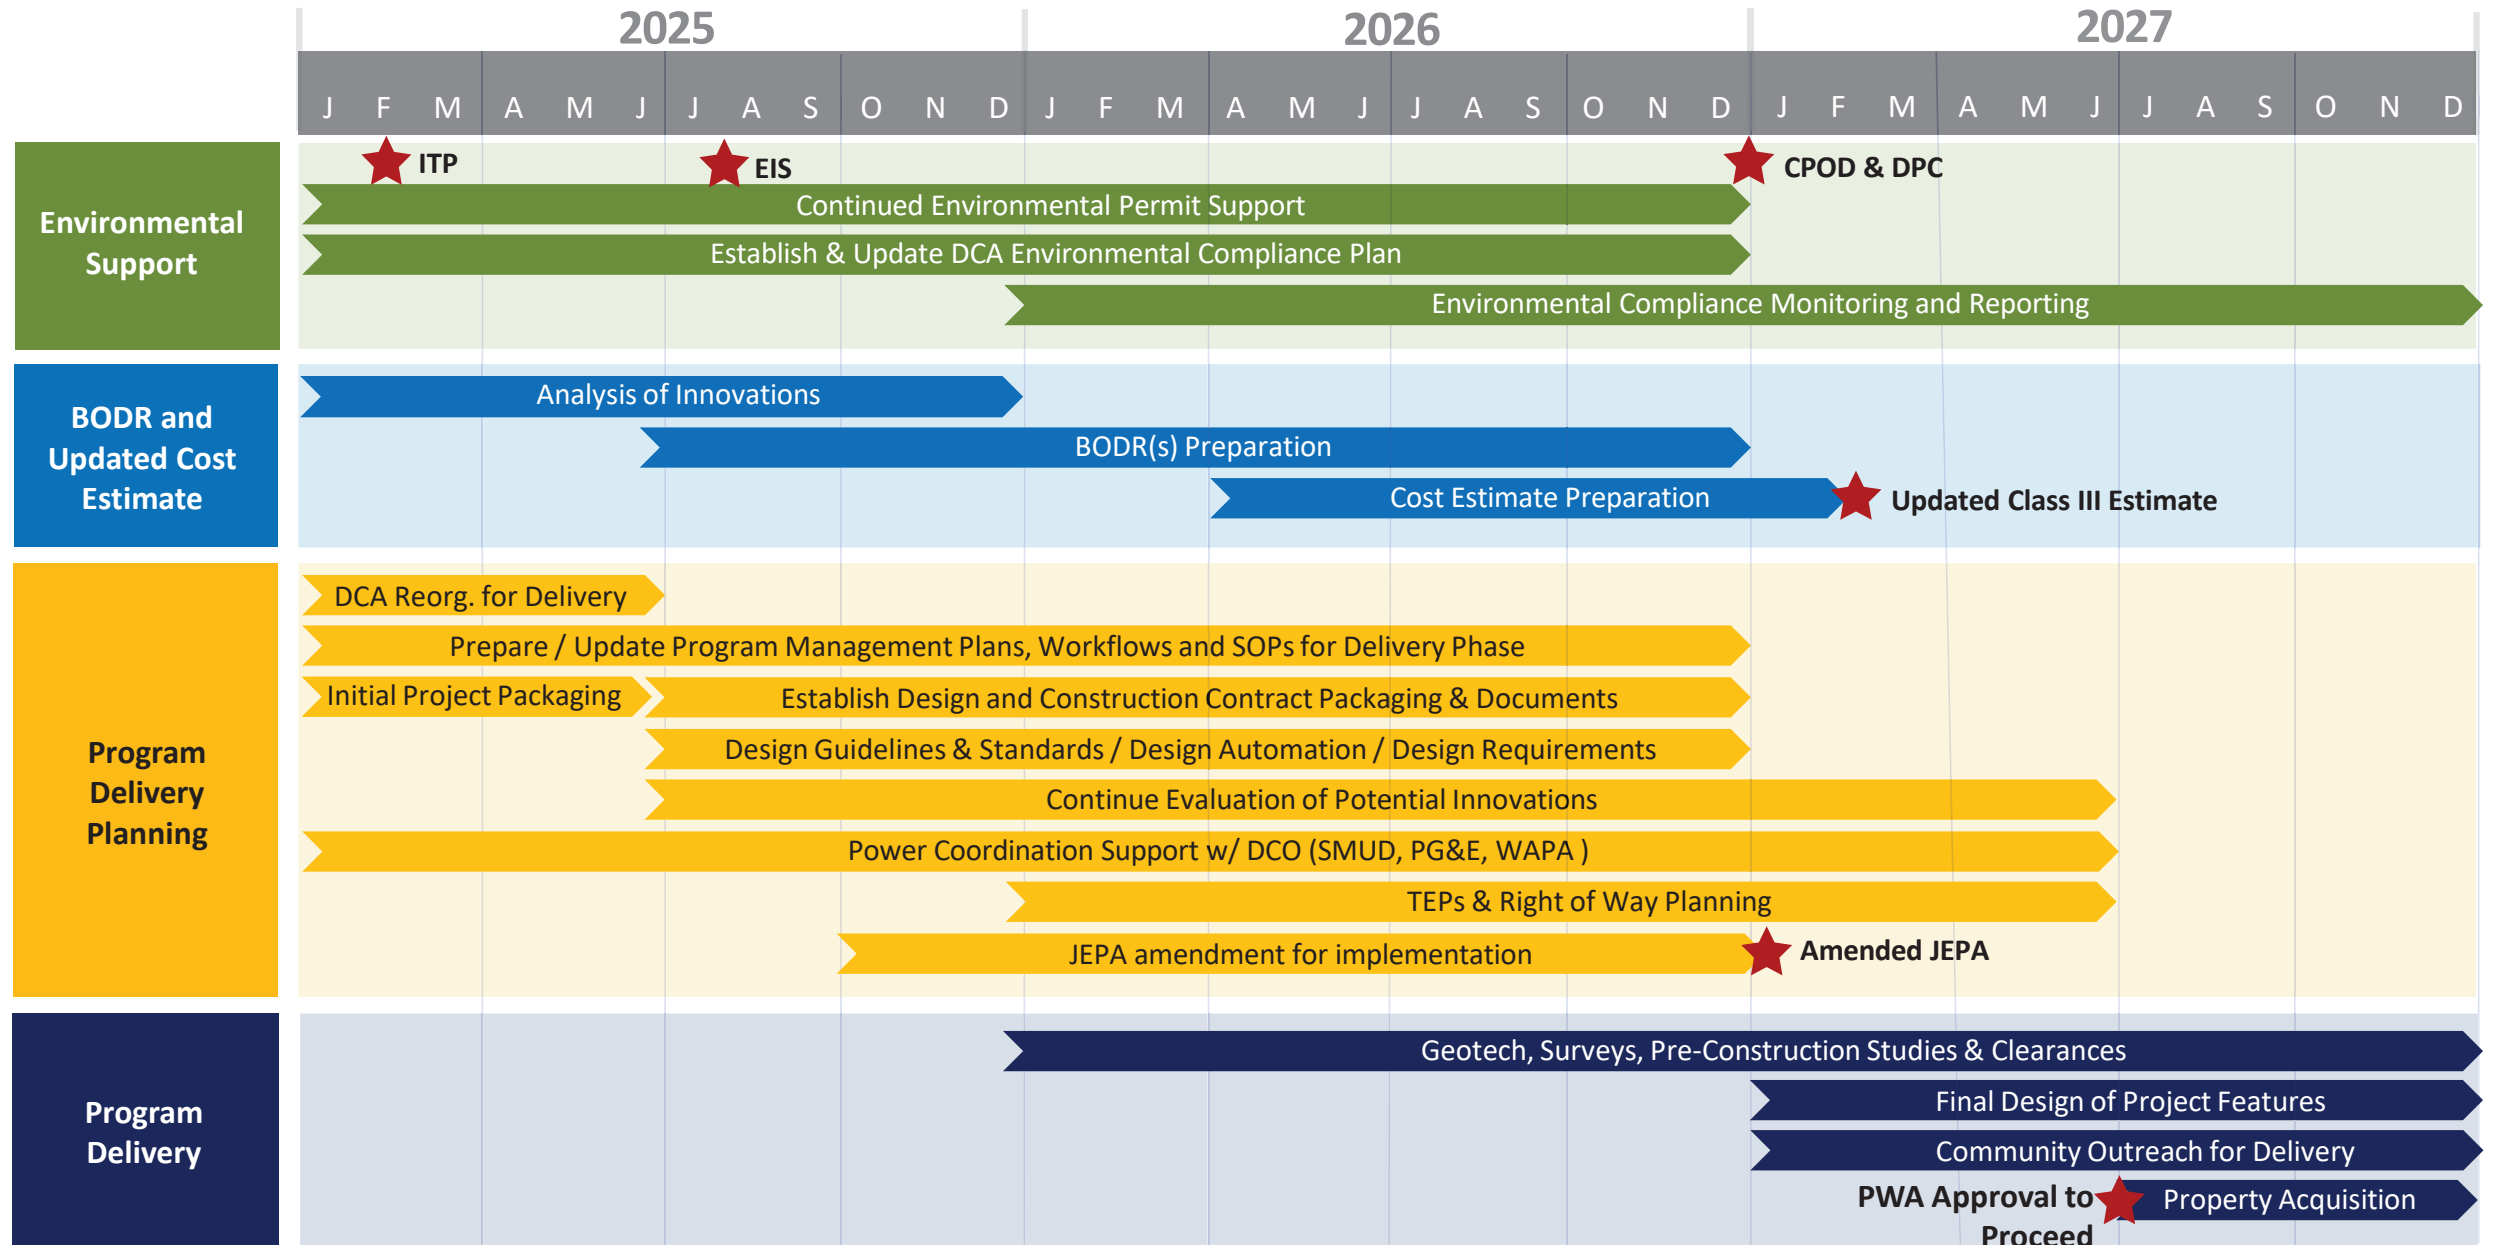 2025 2026 2027
J F M A M J J A S O N D J F M A M J J A S O N D J F M A M J J A S O N D
Environmental
Support
ITP
EIS
CPOD & DPC
Continued Environmental Permit Support
Establish & Update DCA Environmental Compliance Plan
Environmental Compliance Monitoring and Reporting
BODR and
Updated Cost
Estimate
Analysis of Innovations
BODR(s) Preparation
Cost Estimate Preparation
Updated Class III Estimate
Program
Delivery
Planning
DCA Reorg. for Delivery
Prepare / Update Program Management Plans, Workflows and SOPs for Delivery Phase
Initial Project Packaging
Establish Design and Construction Contract Packaging & Documents
Design Guidelines & Standards / Design Automation / Design Requirements
Continue Evaluation of Potential Innovations
Power Coordination Support w/ DCO (SMUD, PG&E, WAPA )
TEPs & Right of Way Planning
JEPA amendment for implementation
Amended JEPA
Program
Delivery
Geotech, Surveys, Pre-Construction Studies & Clearances
Final Design of Project Features
Community Outreach for Delivery
PWA Approval to
Proceed
Property Acquisition